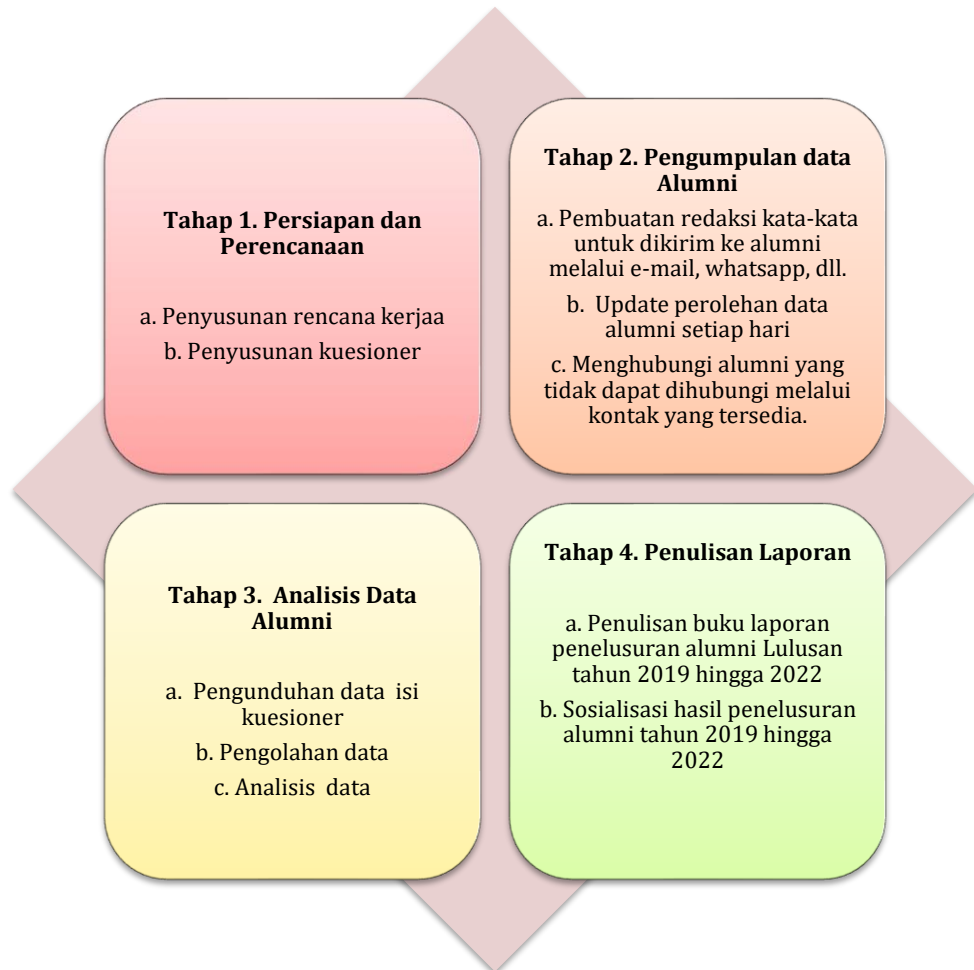 Tahap 1. Persiapan dan
Perencanaan
a. Penyusunan rencana kerjaa
b. Penyusunan kuesioner
Tahap 2. Pengumpulan data
Alumni
a. Pembuatan redaksi kata-kata
untuk dikirim ke alumni
melalui e-mail, whatsapp, dll.
b. Update perolehan data
alumni setiap hari
c. Menghubungi alumni yang
tidak dapat dihubungi melalui
kontak yang tersedia.
Tahap 3. Analisis Data
Alumni
a. Pengunduhan data isi
kuesioner
b. Pengolahan data
c. Analisis data
Tahap 4. Penulisan Laporan
a. Penulisan buku laporan
penelusuran alumni Lulusan
tahun 2019 hingga 2022
b. Sosialisasi hasil penelusuran
alumni tahun 2019 hingga
2022